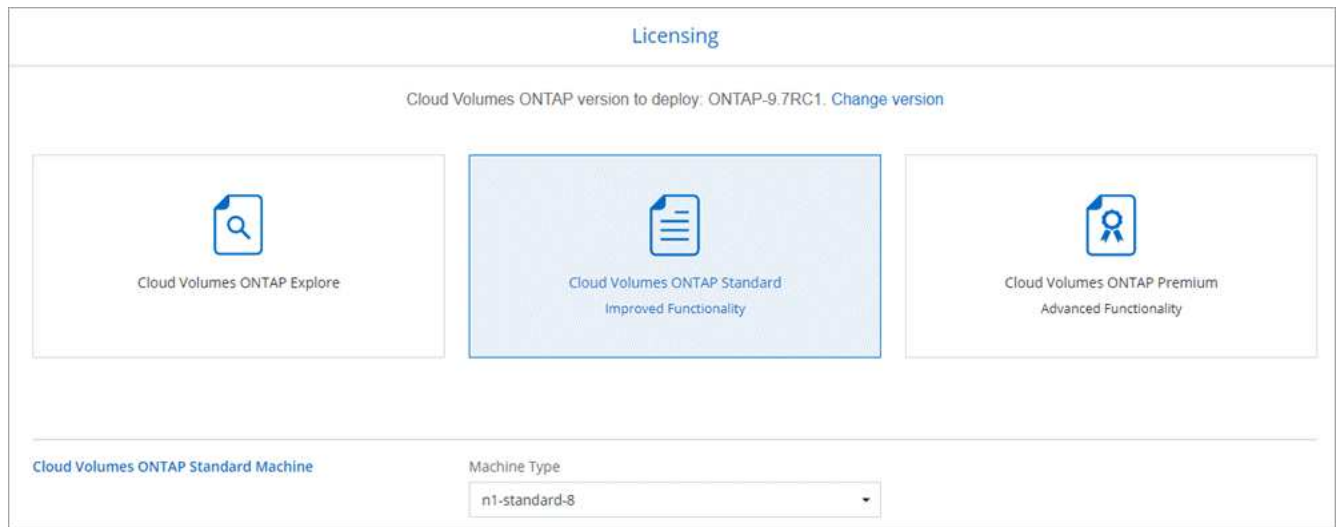 Licensing
Cloud Volumes ONTAP version to deploy: ONTAP-9.7RC1. Change version
Cloud Volumes ONTAP Explore
Cloud Volumes ONTAP Standard
Improved Functionality
Cloud Volumes ONTAP Premium
Advanced Functionality
Cloud Volumes ONTAP Standard Machine
Machine Type
n1-standard-8